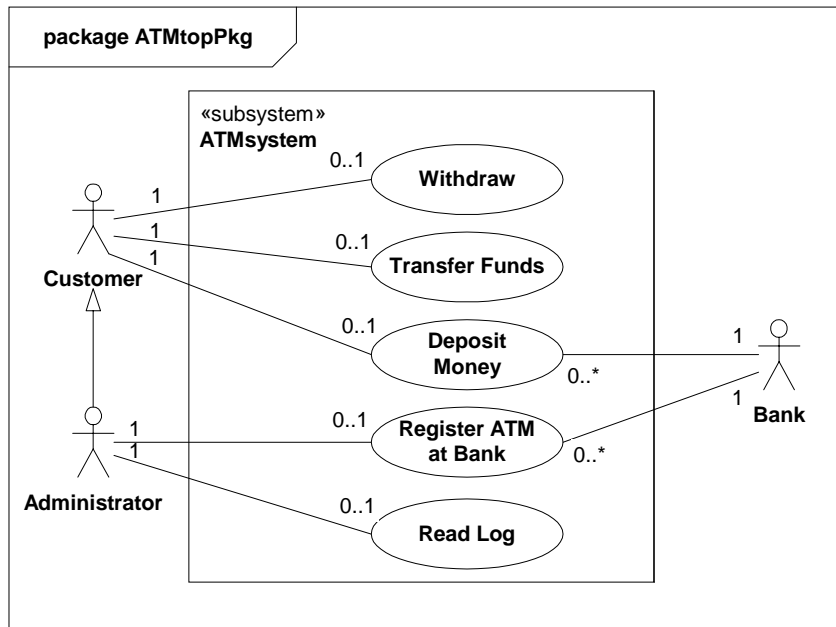 package ATMtopPkg
«subsystem»
ATMsystem
0..1
Withdraw
1
1
0..1
Transfer Funds
1
Customer
0..1
Deposit
Money
1
0..*
1
Bank
1
0..1
Register ATM
at Bank
0..*
1
Administrator
0..1
Read Log